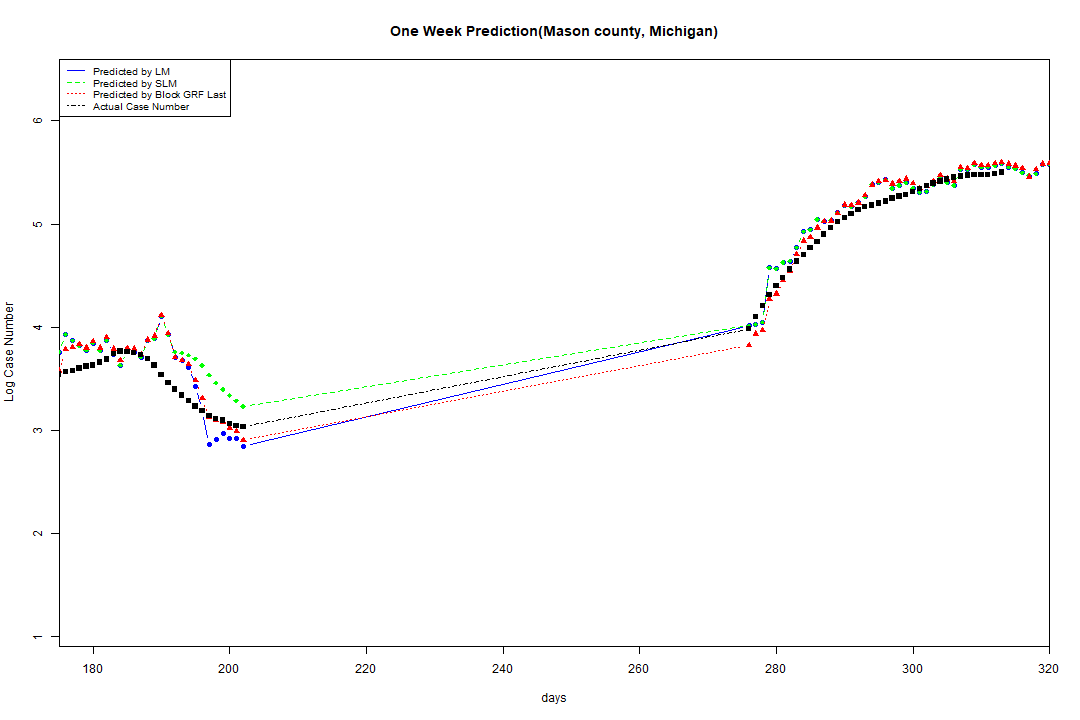 One Week Prediction(Mason county, Michigan)
Predicted by LM
Predicted by SLM
Predicted by Block GRF Last
Actual Case Number
Log Case Number
6
5
4
3
2
1
180 200 220 240 260 280 300 320
days